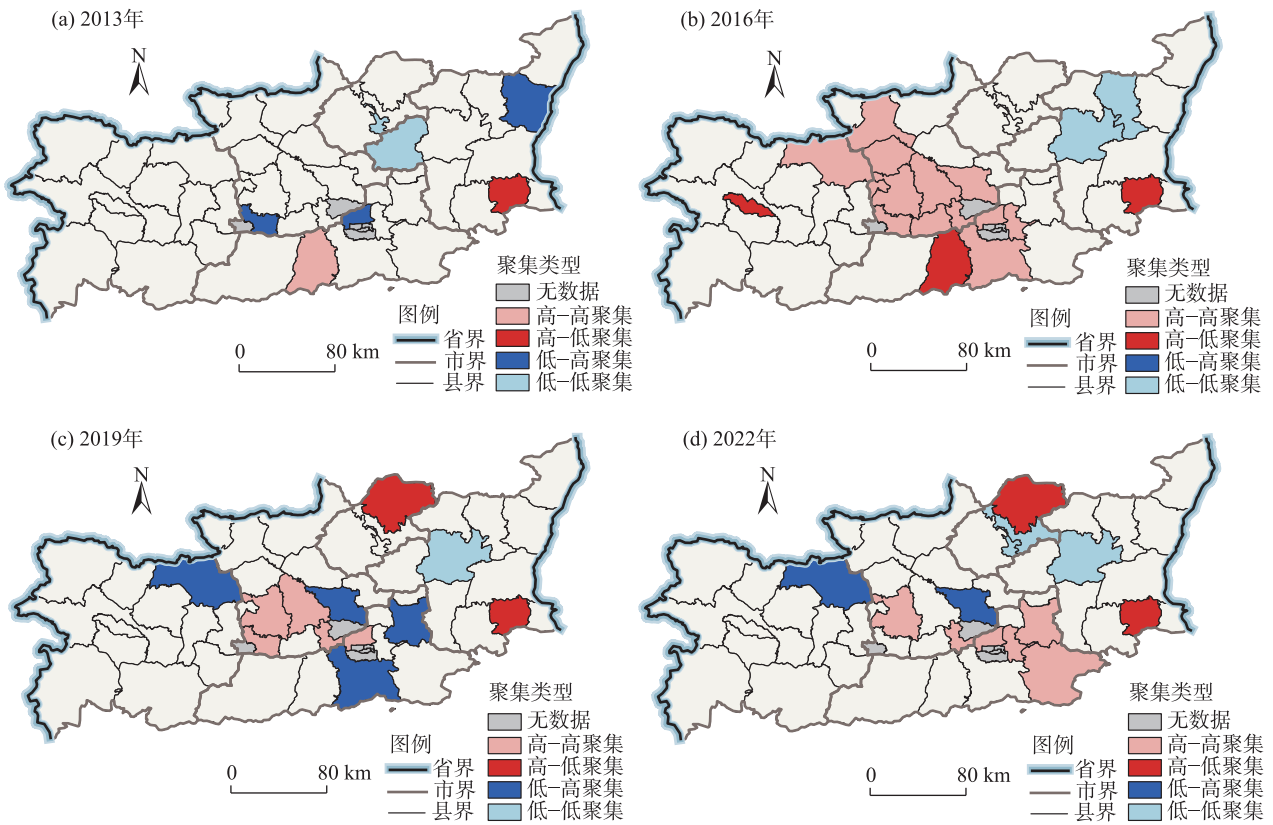 (a) 2013年
N
聚集类型
无数据
图例
高–高聚集
省界
高–低聚集
0 80 km
市界
低–高聚集
县界
低–低聚集
(b) 2016年
N
聚集类型
无数据
图例
高–高聚集
省界
高–低聚集
0 80 km
市界
低–高聚集
县界
低–低聚集
(c) 2019年
N
聚集类型
无数据
图例
高–高聚集
省界
高–低聚集
0 80 km
市界
低–高聚集
县界
低–低聚集
(d) 2022年
N
聚集类型
无数据
图例
高–高聚集
省界
高–低聚集
0 80 km
市界
低–高聚集
县界
低–低聚集